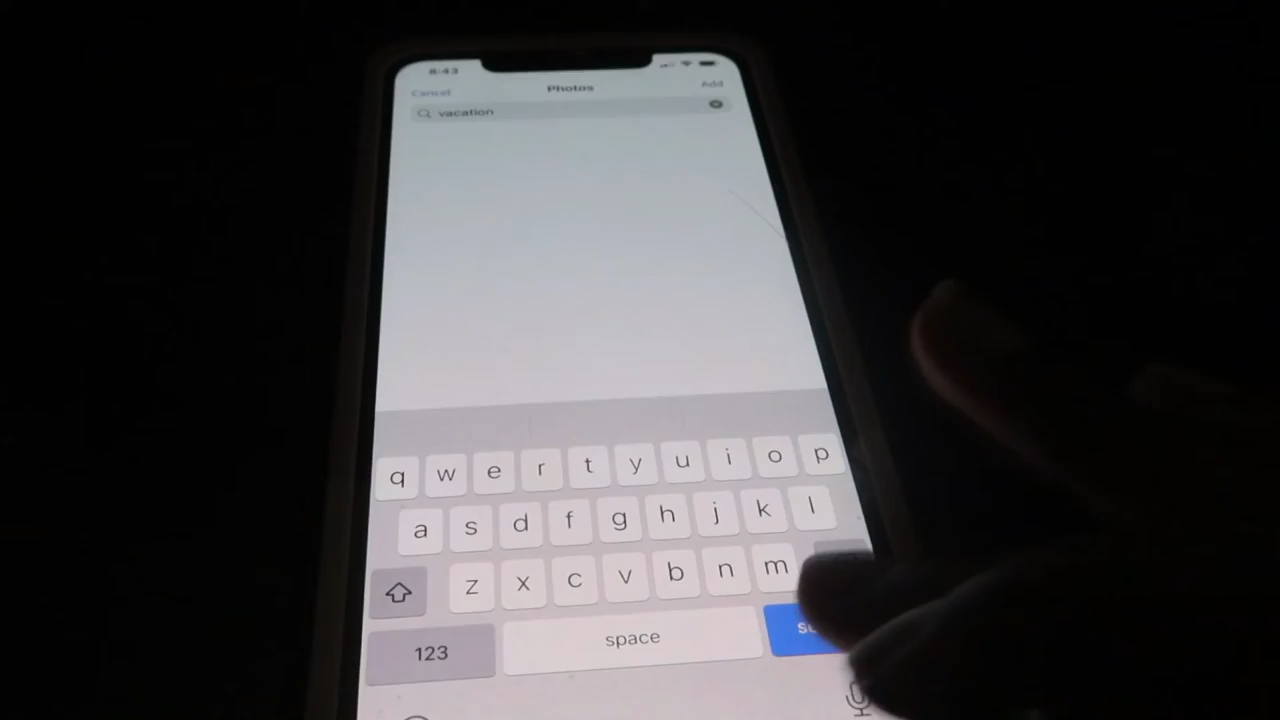 8:43
Cancel Photos Add
vacation
q w e r t y u i o p
a s d f g h j k l
z x c v b n m
123 space